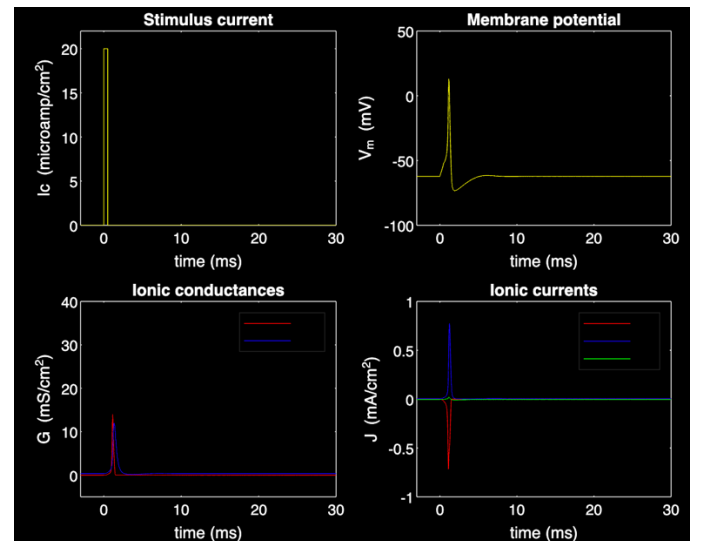 Stimulus current
20
15
10
5
0
Ic (microamp/cm²)
0
10
20
30
time (ms)
Membrane potential
50
0
-50
-100
Vₘ (mV)
0
10
20
30
time (ms)
Ionic conductances
40
30
20
10
0
G (mS/cm²)
0
10
20
30
time (ms)
Ionic currents
1
0.5
0
-0.5
-1
J (mA/cm²)
0
10
20
30
time (ms)